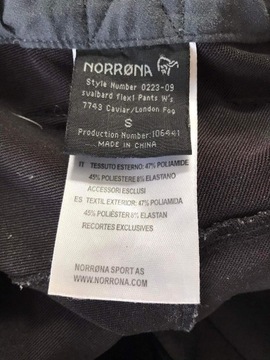 NORRØNA
Style Number 0223-09
svalbard flexi Pants W's
7743 Caviar/London Fog
S
Production Number:106441
MADE IN CHINA
IT TESSUTO ESTERNO: 47% POLIAMIDE
45% POLIESTERE 8% ELASTANO
ACCESSORI ESCLUSI
ES TEXTIL EXTERIOR: 47% POLIAMIDA
45% POLIÉSTER 8% ELASTAN
RECORTES EXCLUSIVES
NORRØNA SPORT AS
WWW.NORRONA.COM